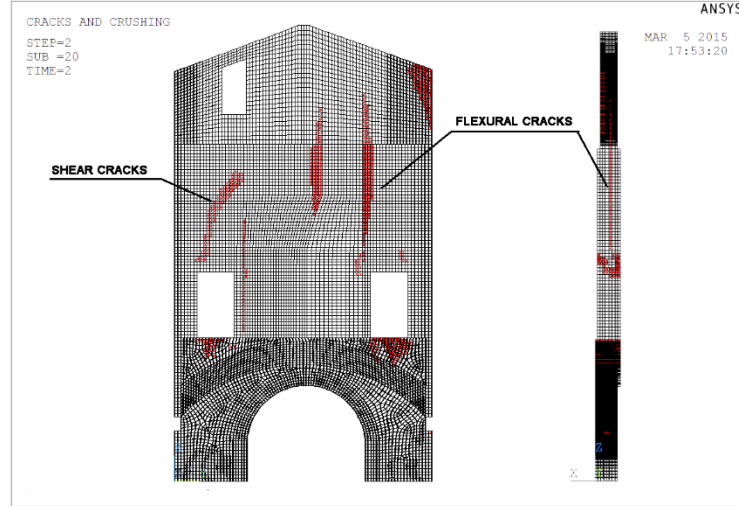 ANSYS
CRACKS AND CRUSHING
STEP=2
SUB =20
TIME=2
MAR  5 2015
17:53:20
FLEXURAL CRACKS
SHEAR CRACKS
Z
X